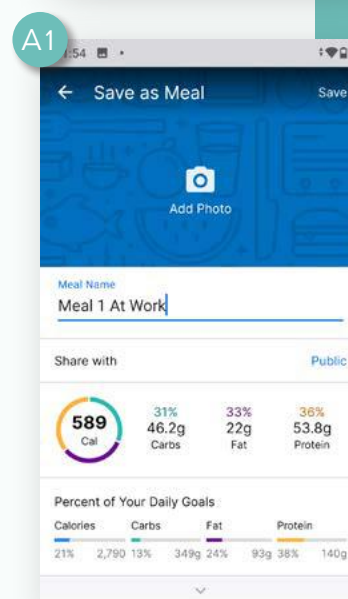 A1
:54
Save as Meal
Save
Add Photo
Meal Name
Meal 1 At Work
Share with
Public
589
Cal
31%
46.2g
Carbs
33%
22g
Fat
36%
53.8g
Protein
Percent of Your Daily Goals
Calories Carbs Fat Protein
21% 2,790 13% 349g 24% 93g 38% 140g